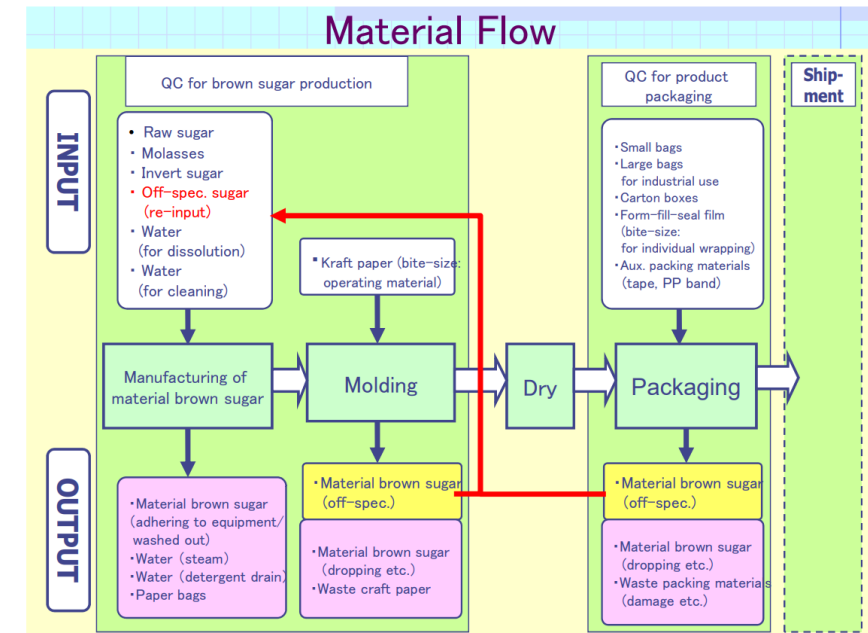 Material Flow
QC for brown sugar production
QC for product
packaging
Ship-
ment
INPUT
• Raw sugar
・ Molasses
・ Invert sugar
・ Off-spec. sugar
(re-input)
・ Water
(for dissolution)
・ Water
(for cleaning)
▪ Kraft paper (bite-size:
operating material)
・Small bags
・Large bags
for industrial use
・Carton boxes
・Form-fill-seal film
(bite-size:
for individual wrapping)
・Aux. packing materials
(tape, PP band)
Manufacturing of
material brown sugar
Molding
Dry
Packaging
OUTPUT
・Material brown sugar
(adhering to equipment/
washed out)
・Water (steam)
・Water (detergent drain)
・Paper bags
・Material brown sugar
(off-spec.)
・Material brown sugar
(dropping etc.)
・Waste craft paper
・Material brown sugar
(off-spec.)
・Material brown sugar
(dropping etc.)
・Waste packing materials
(damage etc.)